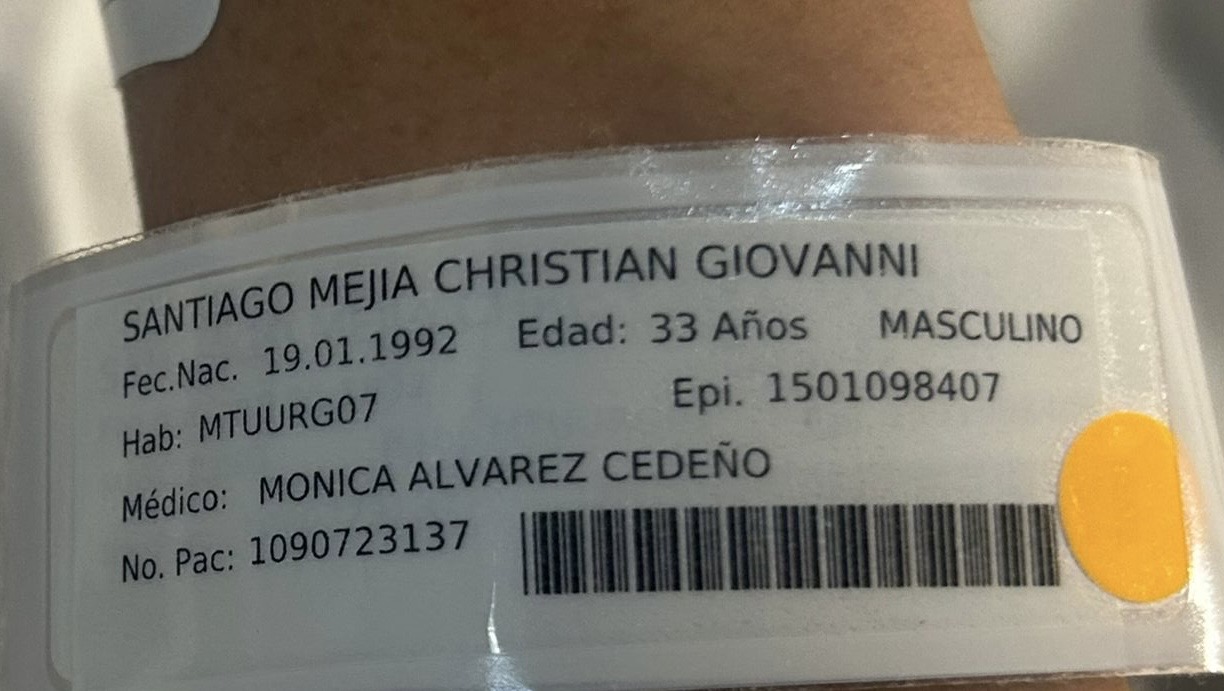 SANTIAGO MEJIA CHRISTIAN GIOVANNI
Fec.Nac. 19.01.1992 Edad: 33 Años MASCULINO
Hab: MTUURG07 Epi. 1501098407
Médico: MONICA ALVAREZ CEDEÑO
No. Pac: 1090723137